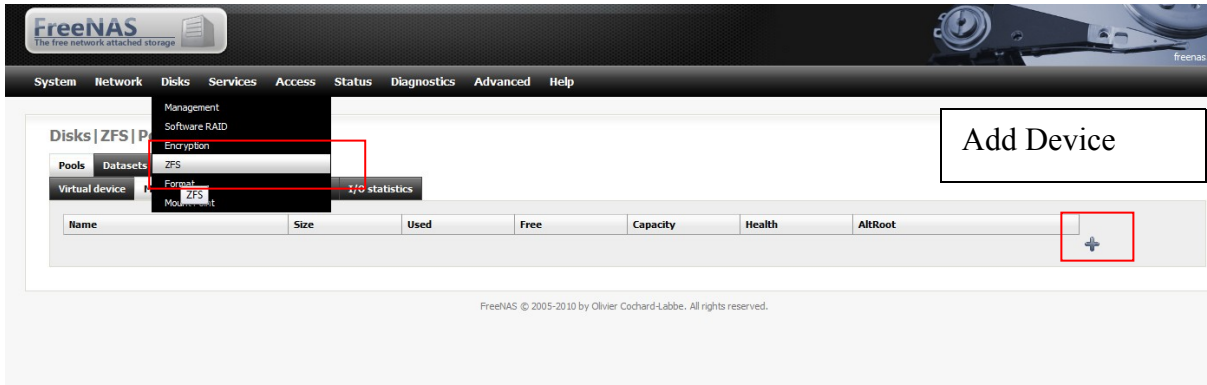 FreeNAS
The free network attached storage
freenas
System Network Disks Services Access Status Diagnostics Advanced Help
Management
Software RAID
Encryption
ZFS
Format
ZFS
Add Device
Disks|ZFS|
Pools Datasets
Virtual device I/O statistics
Name Size Used Free Capacity Health AltRoot
FreeNAS © 2005-2010 by Olivier Cochard-Labbe. All rights reserved.